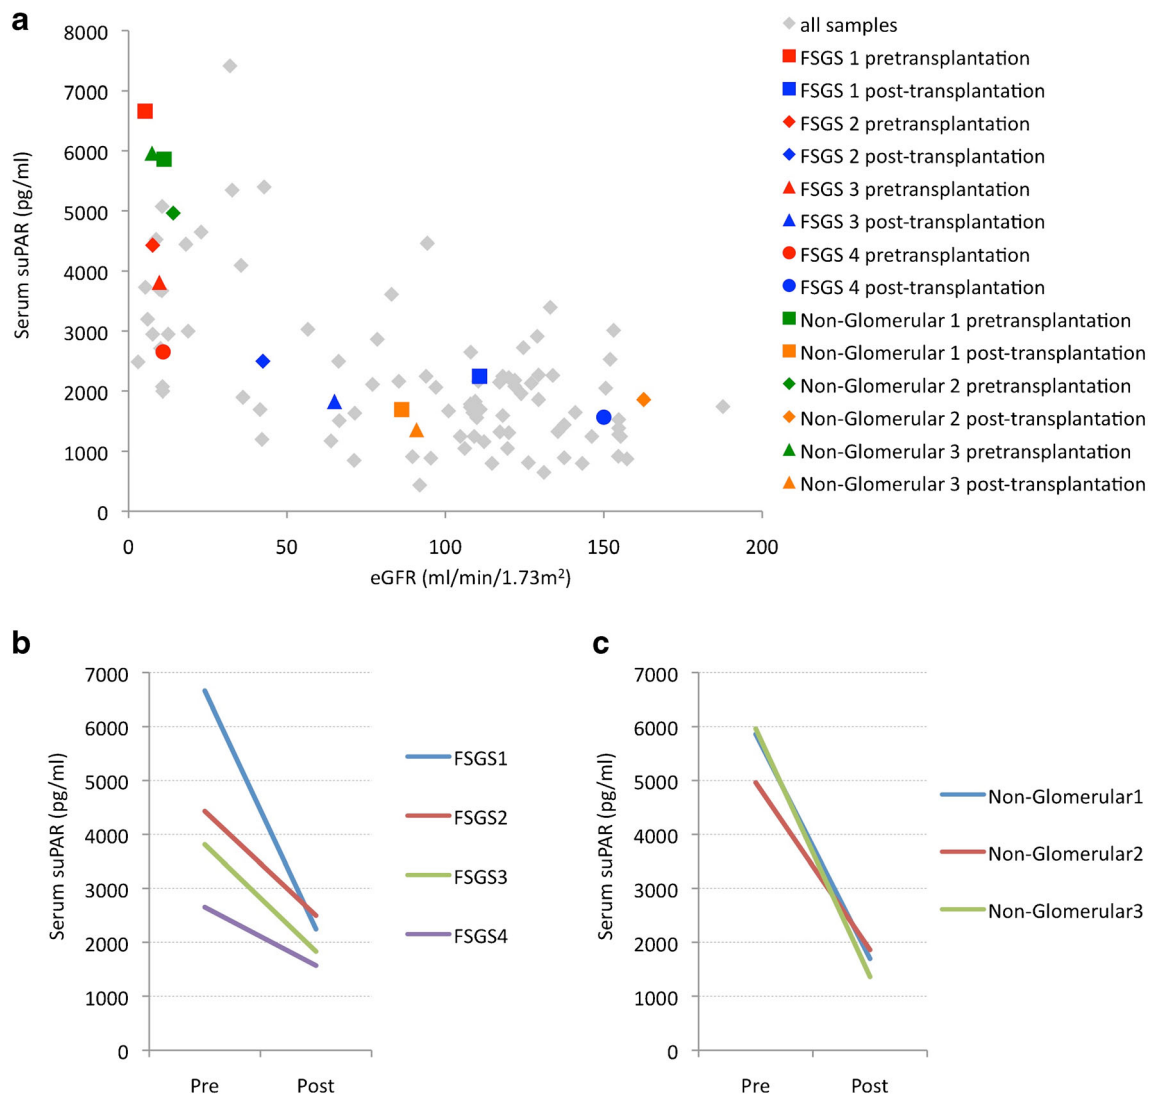 a
8000
7000
6000
5000
4000
3000
2000
1000
0
Serum suPAR (pg/ml)
0 50 100 150 200
eGFR (ml/min/1.73m²)
all samples
FSGS 1 pretransplantation
FSGS 1 post-transplantation
FSGS 2 pretransplantation
FSGS 2 post-transplantation
FSGS 3 pretransplantation
FSGS 3 post-transplantation
FSGS 4 pretransplantation
FSGS 4 post-transplantation
Non-Glomerular 1 pretransplantation
Non-Glomerular 1 post-transplantation
Non-Glomerular 2 pretransplantation
Non-Glomerular 2 post-transplantation
Non-Glomerular 3 pretransplantation
Non-Glomerular 3 post-transplantation
b
7000
6000
5000
4000
3000
2000
1000
0
Serum suPAR (pg/ml)
Pre Post
FSGS1
FSGS2
FSGS3
FSGS4
c
7000
6000
5000
4000
3000
2000
1000
0
Serum suPAR (pg/ml)
Pre Post
Non-Glomerular1
Non-Glomerular2
Non-Glomerular3